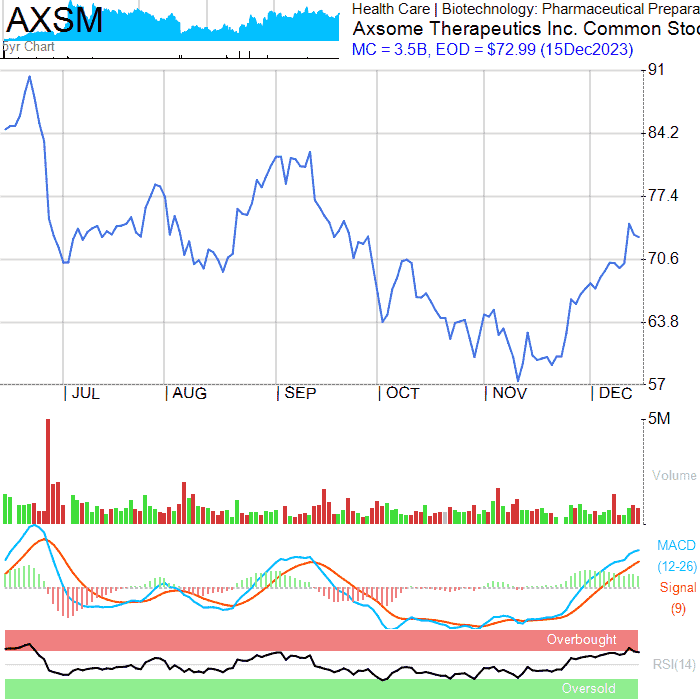 AXSM
5yr Chart
Health Care | Biotechnology: Pharmaceutical Prepara
Axsome Therapeutics Inc. Common Stoc
MC = 3.5B, EOD = $72.99 (15Dec2023)
91
84.2
77.4
70.6
63.8
57
| JUL | AUG | SEP | OCT | NOV | DEC
5M
Volume
MACD
(12-26)
Signal
(9)
Overbought
RSI(14)
Oversold